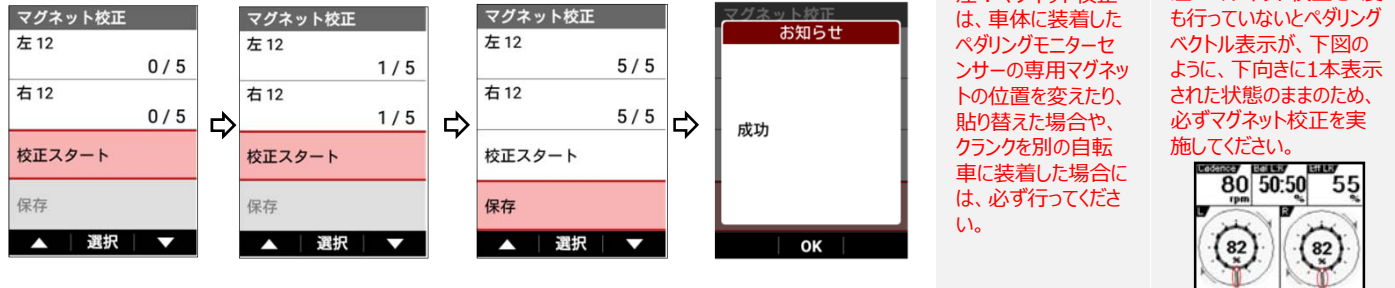 マグネット校正
左 12
0 / 5
右 12
0 / 5
校正スタート
保存
▲ 選択 ▼
マグネット校正
左 12
1 / 5
右 12
1 / 5
校正スタート
保存
▲ 選択 ▼
マグネット校正
左 12
5 / 5
右 12
5 / 5
校正スタート
保存
▲ 選択 ▼
マグネット校正
お知らせ
成功
OK
は、車体に装着した
ペダリングモニターセ
ンサーの専用マグネッ
トの位置を変えたり、
貼り替えた場合や、
クランクを別の自転
車に装着した場合に
は、必ず行ってくださ
い。
も行っていないとペダリング
ベクトル表示が、下図の
ように、下向きに1本表示
された状態のままのため、
必ずマグネット校正を実
施してください。
Cadence Bal LR Eff LR
80 50:50 55
rpm % %
L R
82 82
% %